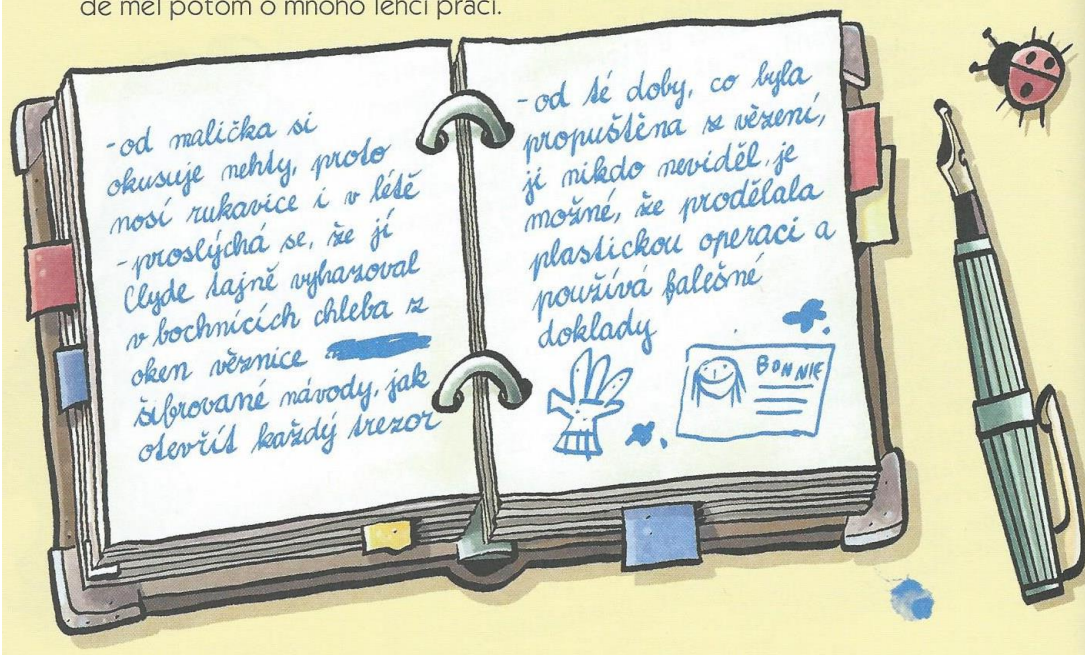 de měl potom o mnoho lehčí práci.
-od malička si
okusuje nehty, proto
nosí rukavice i v létě
-proslýchá se, že jí
Clyde tajně vyhazoval
v bochnících chleba z
oken věznice
šifrované návody, jak
otevřít každý trezor
-od té doby, co byla
propuštěna z vězení,
ji nikdo neviděl, je
možné, že prodělala
plastickou operaci a
používá falešné
doklady
BONNIE